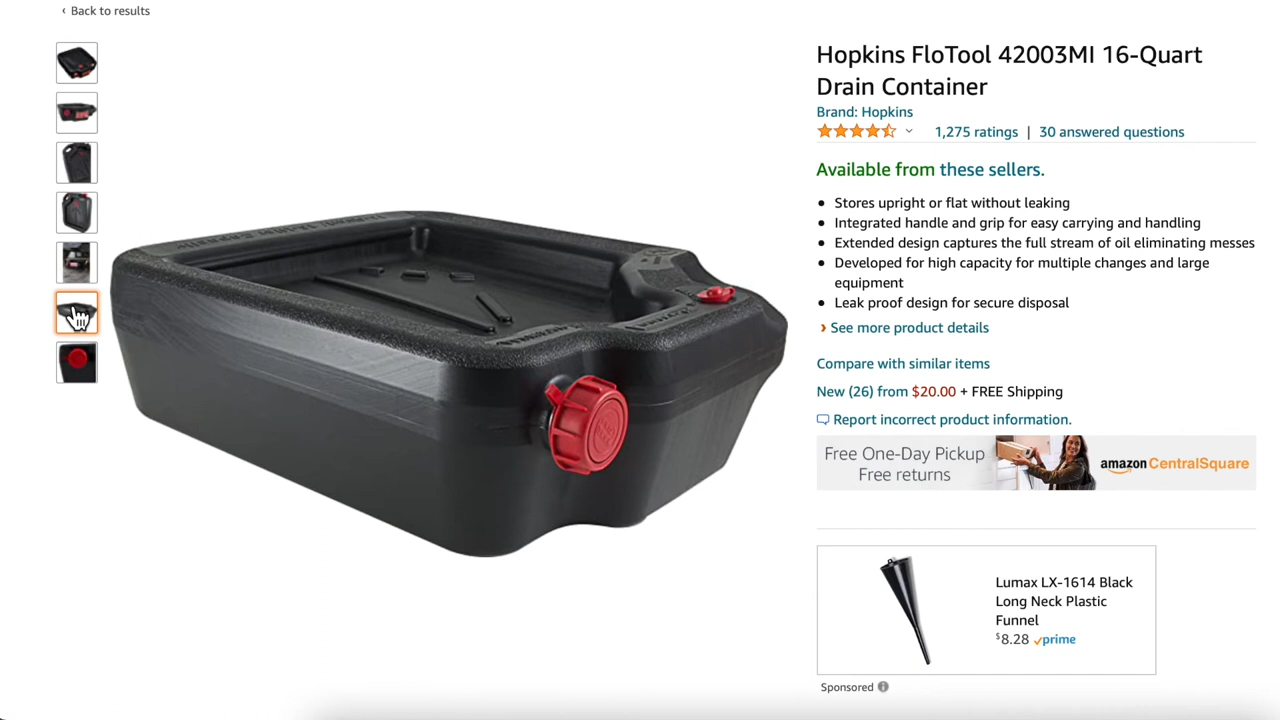 ‹ Back to results
Hopkins FloTool 42003MI 16-Quart
Drain Container
Brand: Hopkins
1,275 ratings | 30 answered questions
Available from these sellers.
• Stores upright or flat without leaking
• Integrated handle and grip for easy carrying and handling
• Extended design captures the full stream of oil eliminating messes
• Developed for high capacity for multiple changes and large
equipment
• Leak proof design for secure disposal
› See more product details
Compare with similar items
New (26) from $20.00 + FREE Shipping
Report incorrect product information.
Free One-Day Pickup
Free returns
amazon CentralSquare
Lumax LX-1614 Black
Long Neck Plastic
Funnel
$8.28 prime
Sponsored